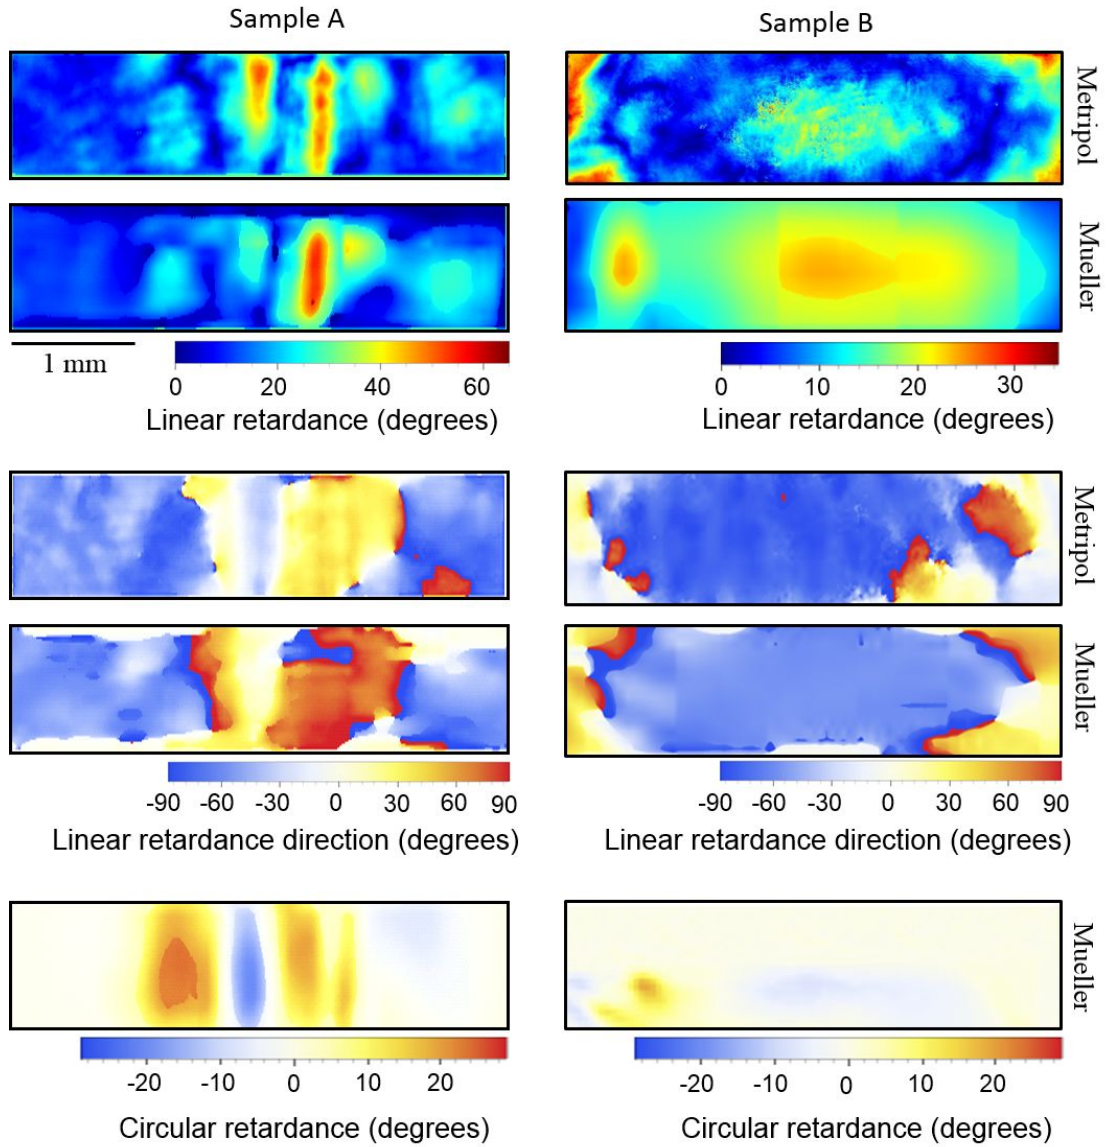 Sample A
Sample B
Metripol
Mueller
1 mm
0 20 40 60
Linear retardance (degrees)
0 10 20 30
Linear retardance (degrees)
Metripol
Mueller
-90 -60 -30 0 30 60 90
Linear retardance direction (degrees)
-90 -60 -30 0 30 60 90
Linear retardance direction (degrees)
Mueller
-20 -10 0 10 20
Circular retardance (degrees)
-20 -10 0 10 20
Circular retardance (degrees)